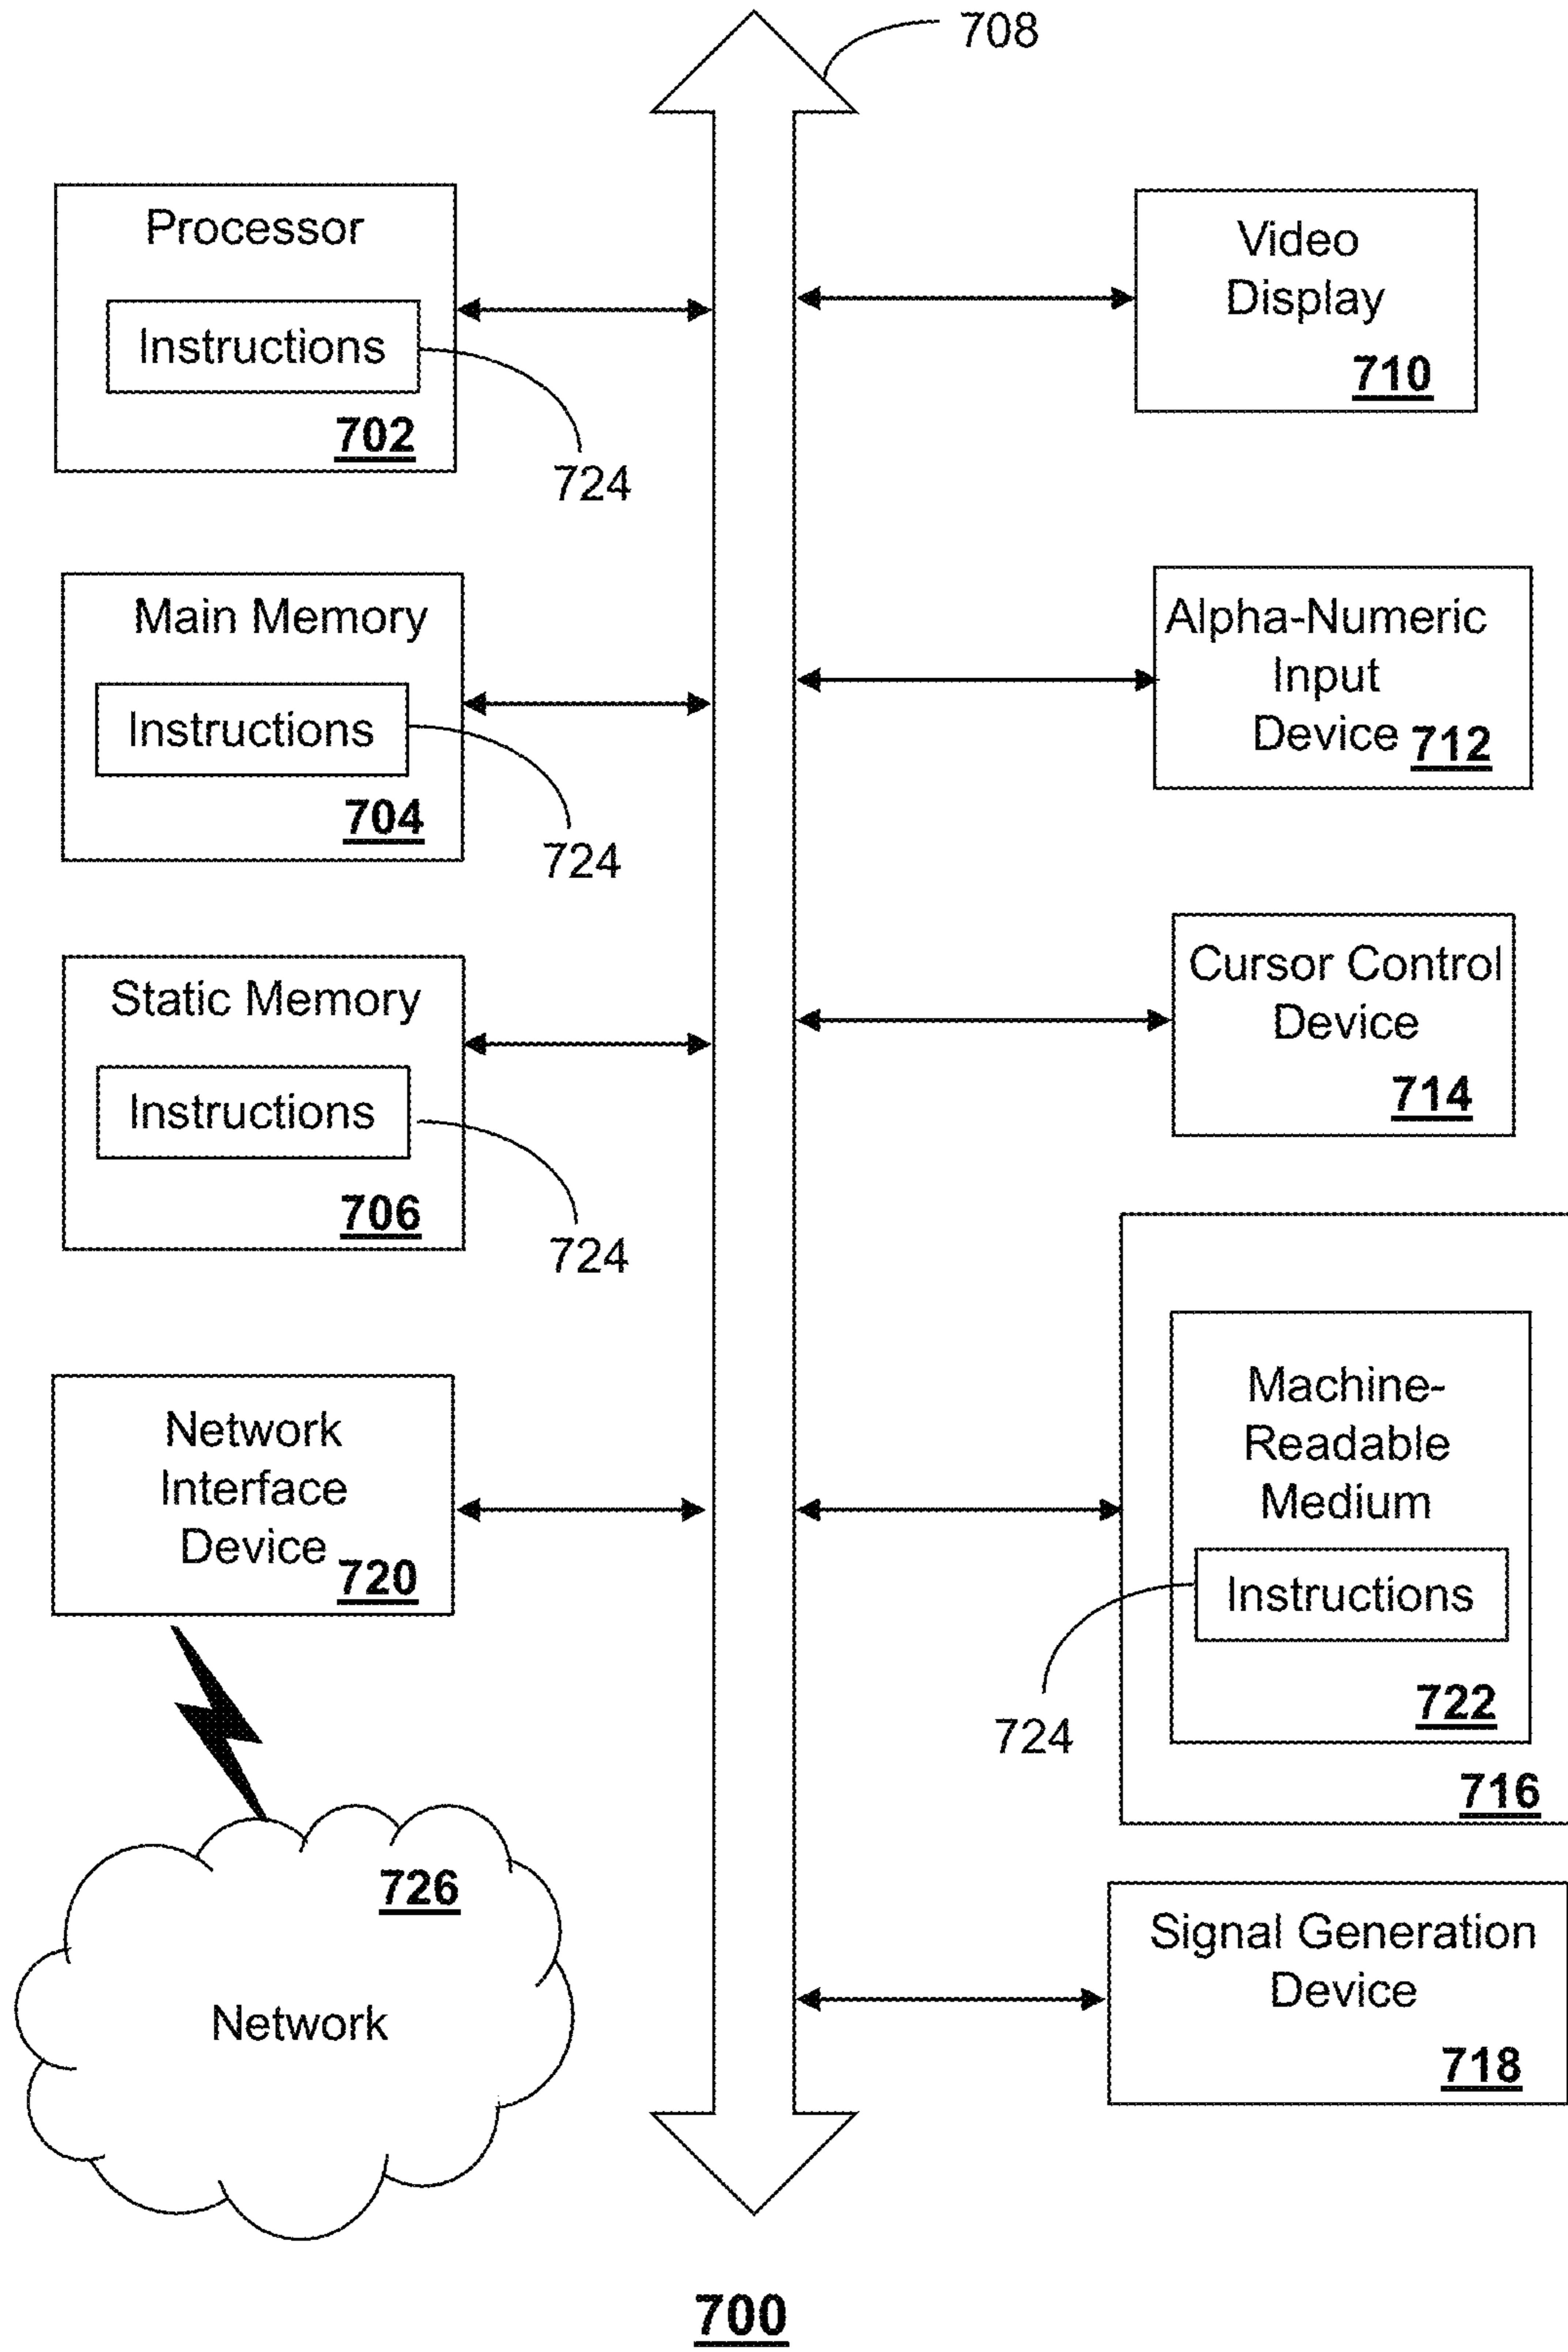 708
Processor
Instructions
702
724
Main Memory
Instructions
704
724
Static Memory
Instructions
706
724
Network
Interface
Device
720
726
Network
Video
Display
710
Alpha-Numeric
Input
Device 712
Cursor Control
Device
714
Machine-
Readable
Medium
Instructions
724
722
716
Signal Generation
Device
718
700